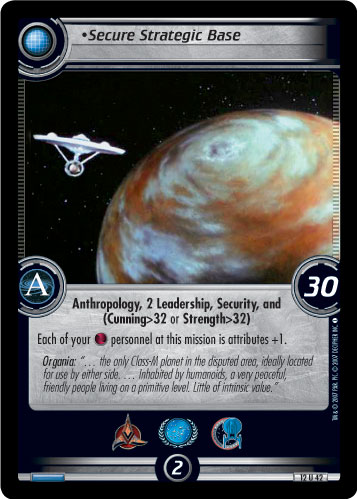 •Secure Strategic Base
A
30
Anthropology, 2 Leadership, Security, and
(Cunning>32 or Strength>32)
Each of your personnel at this mission is attributes +1.
Organia: “… the only Class-M planet in the disputed area, ideally located
for use by either side. … Inhabited by humanoids, a very peaceful,
friendly people living on a primitive level. Little of intrinsic value.”
2
12 U 42